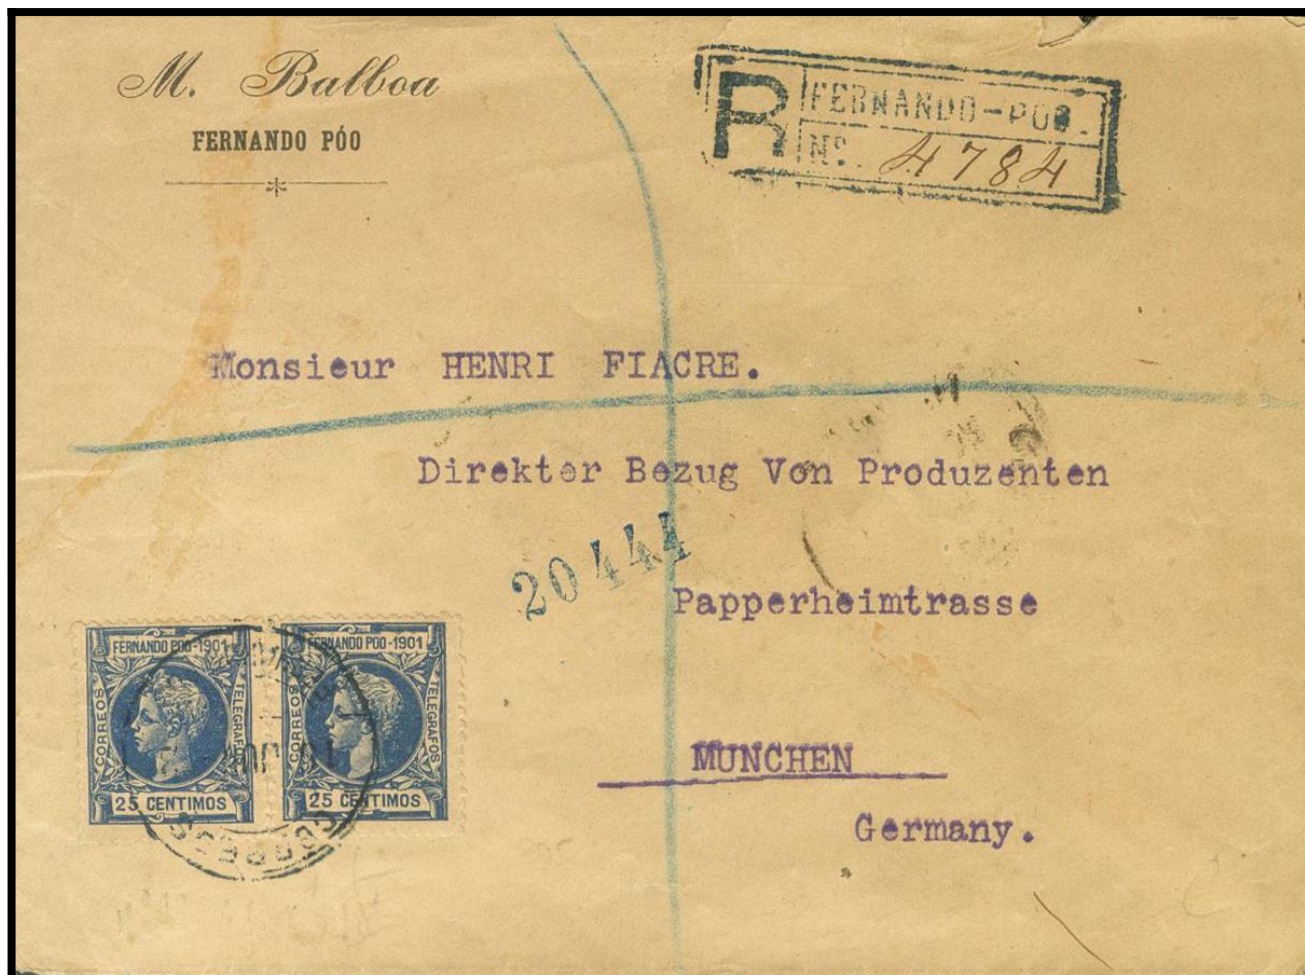 M. Balboa
FERNANDO PÓO
R
FERNANDO-POO.
No. 4784
Monsieur HENRI FIACRE.
Direkter Bezug Von Produzenten
20444
Papperheimtrasse
MUNCHEN
Germany.
FERNANDO POO-1901
CORREOS
TELEGRAFOS
25 CENTIMOS
FERNANDO POO-1901
CORREOS
TELEGRAFOS
25 CENTIMOS
CORREOS